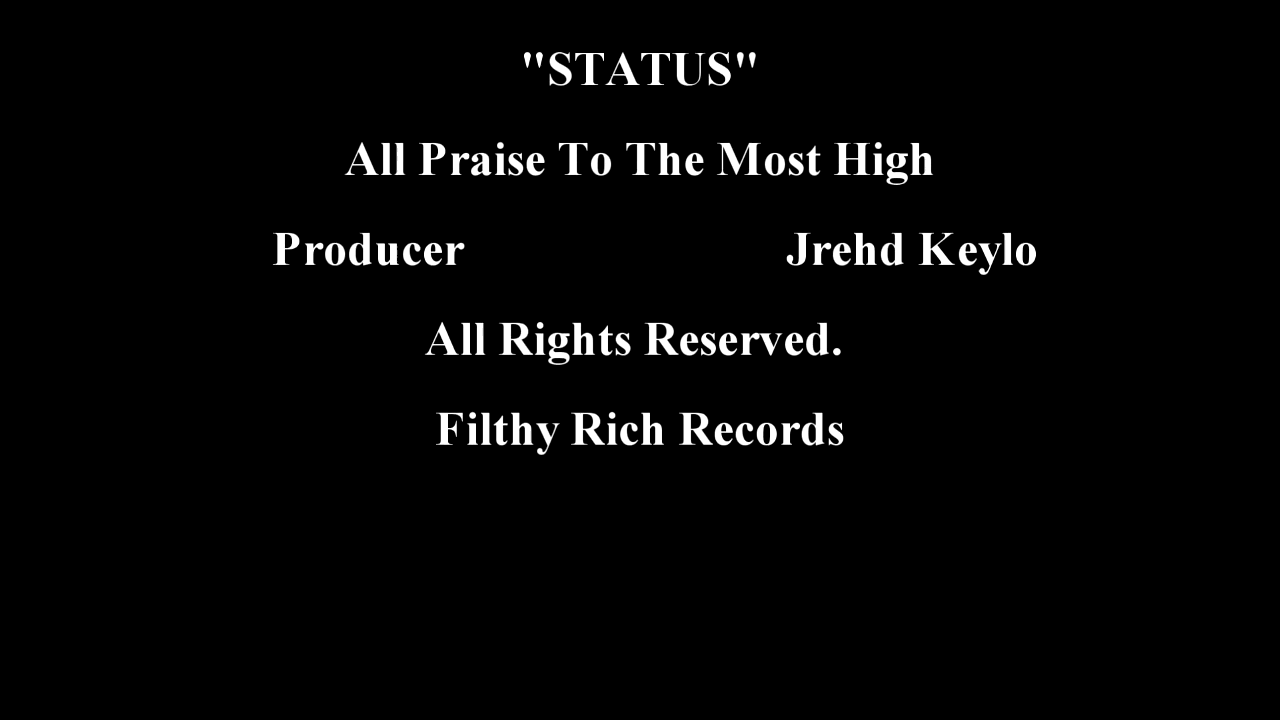 "STATUS"
All Praise To The Most High
Producer Jrehd Keylo
All Rights Reserved.
Filthy Rich Records